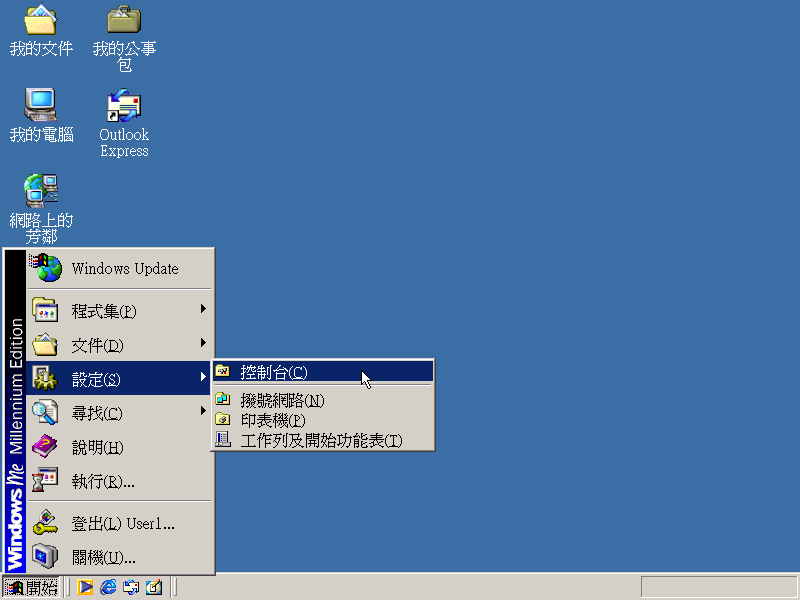 我的文件
我的公事
包
我的電腦
Outlook
Express
網路上的
芳鄰
Windows Me Millennium Edition
Windows Update
程式集(P)
文件(D)
設定(S)
尋找(C)
說明(H)
執行(R)...
登出(L) User1...
關機(U)...
控制台(C)
撥號網路(N)
印表機(P)
工作列及開始功能表(T)
開始